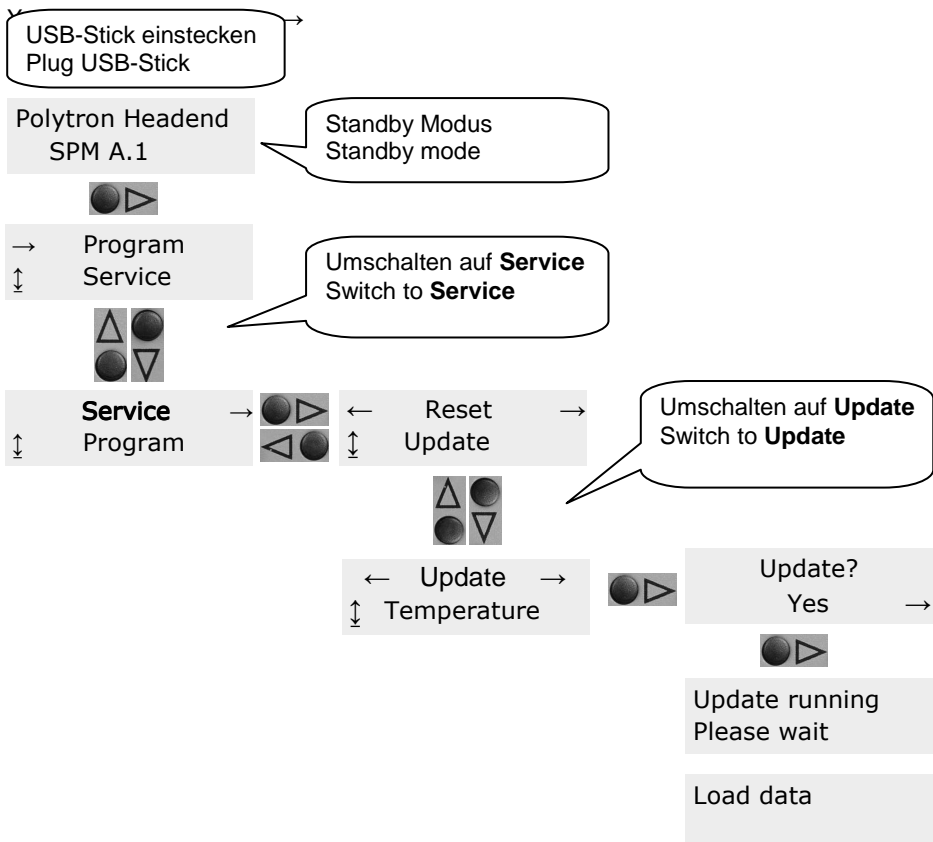 →
USB-Stick einstecken
Plug USB-Stick
Polytron Headend
SPM A.1
Standby Modus
Standby mode
→ Program
↕ Service
Umschalten auf Service
Switch to Service
Service →
↕ Program
← Reset →
↕ Update
Umschalten auf Update
Switch to Update
← Update →
↕ Temperature
Update?
Yes →
Update running
Please wait
Load data